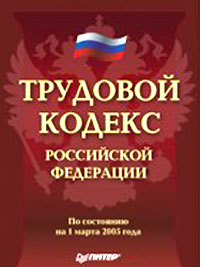 ТРУДОВОЙ
КОДЕКС
РОССИЙСКОЙ
ФЕДЕРАЦИИ
По состоянию
на 1 марта 2005 года
ПИТЕР